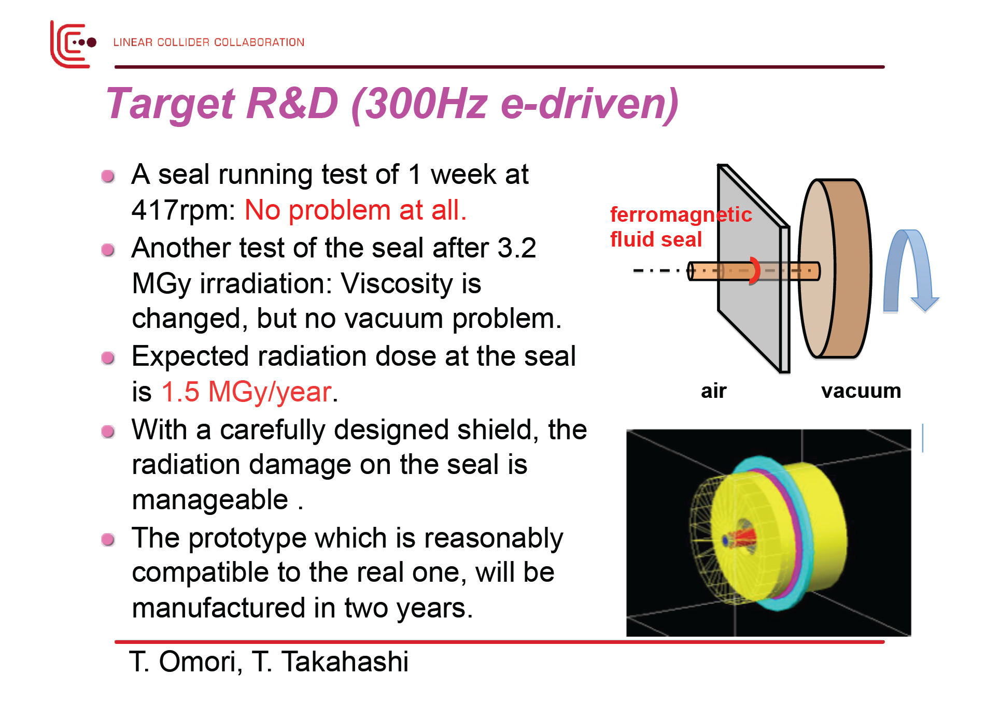 LINEAR COLLIDER COLLABORATION
Target R&D (300Hz e-driven)
A seal running test of 1 week at
417rpm: No problem at all.
Another test of the seal after 3.2
MGy irradiation: Viscosity is
changed, but no vacuum problem.
Expected radiation dose at the seal
is 1.5 MGy/year.
With a carefully designed shield, the
radiation damage on the seal is
manageable .
The prototype which is reasonably
compatible to the real one, will be
manufactured in two years.
ferromagnetic
fluid seal
air
vacuum
T. Omori, T. Takahashi